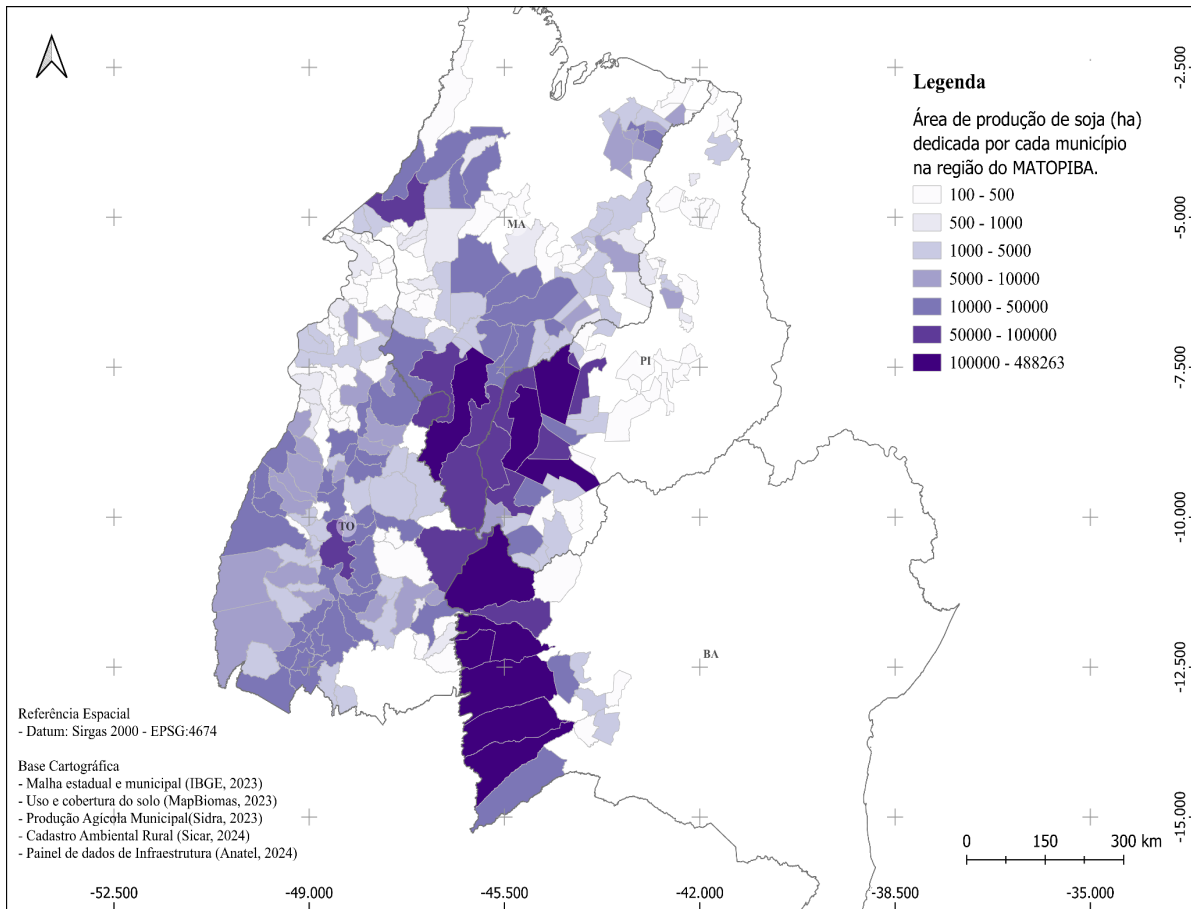 Legenda
Área de produção de soja (ha)
dedicada por cada município
na região do MATOPIBA.
100 - 500
500 - 1000
1000 - 5000
5000 - 10000
10000 - 50000
50000 - 100000
100000 - 488263
MA
PI
TO
BA
-2.500
-5.000
-7.500
-10.000
-12.500
-15.000
Referência Espacial
- Datum: Sirgas 2000 - EPSG:4674
Base Cartográfica
- Malha estadual e municipal (IBGE, 2023)
- Uso e cobertura do solo (MapBiomas, 2023)
- Produção Agicola Municipal(Sidra, 2023)
- Cadastro Ambiental Rural (Sicar, 2024)
- Painel de dados de Infraestrutura (Anatel, 2024)
0 150 300 km
-52.500 -49.000 -45.500 -42.000 -38.500 -35.000